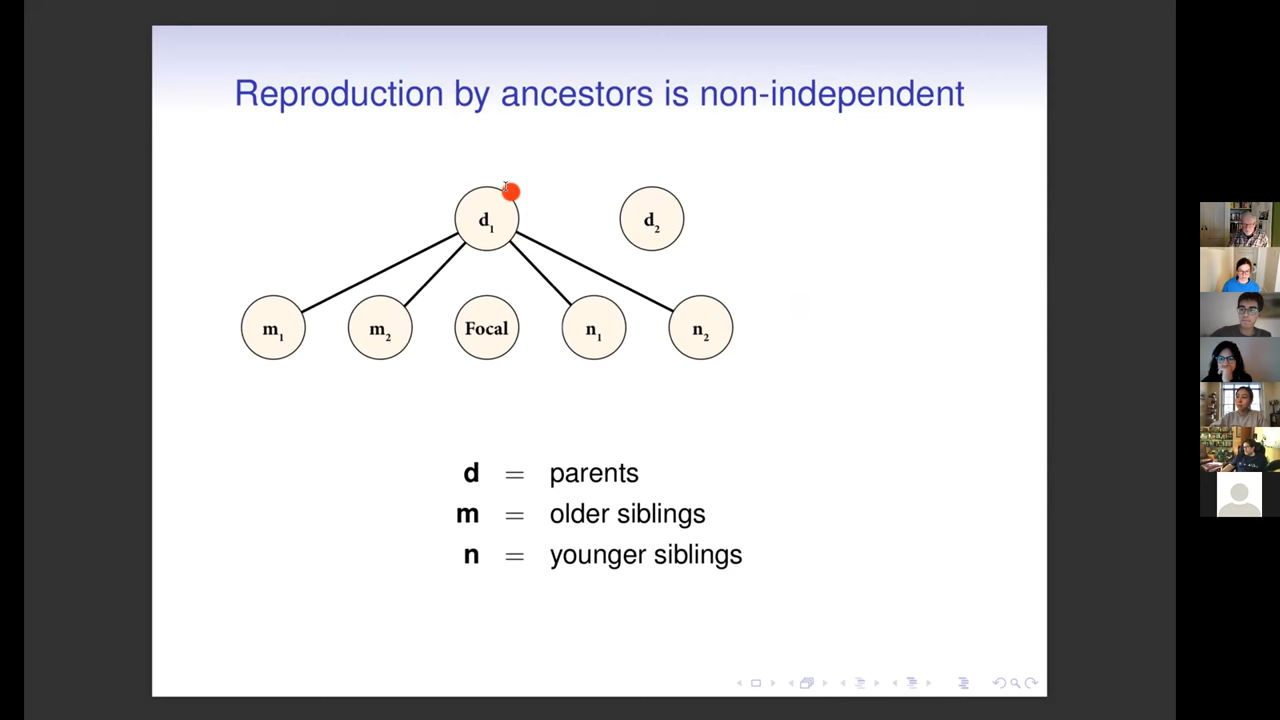 Reproduction by ancestors is non-independent
d1 d2
m1 m2 Focal n1 n2
d = parents
m = older siblings
n = younger siblings